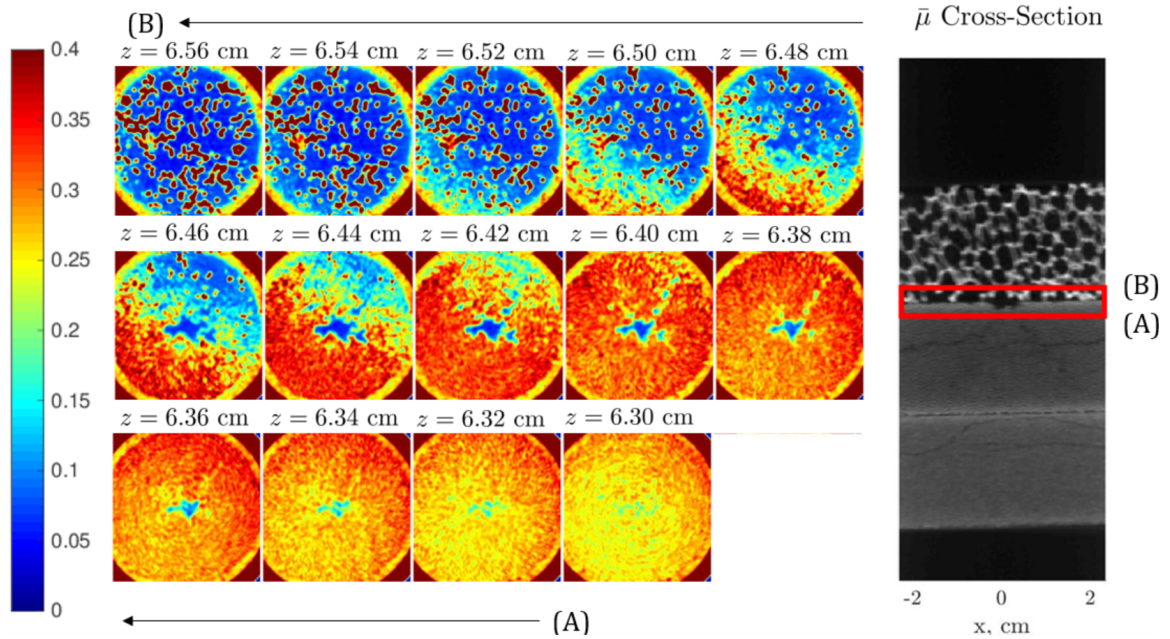 (B)
μ̄ Cross-Section
z = 6.56 cm z = 6.54 cm z = 6.52 cm z = 6.50 cm z = 6.48 cm
z = 6.46 cm z = 6.44 cm z = 6.42 cm z = 6.40 cm z = 6.38 cm
z = 6.36 cm z = 6.34 cm z = 6.32 cm z = 6.30 cm
(A)
0.4
0.35
0.3
0.25
0.2
0.15
0.1
0.05
0
(B)
(A)
-2 0 2
x, cm